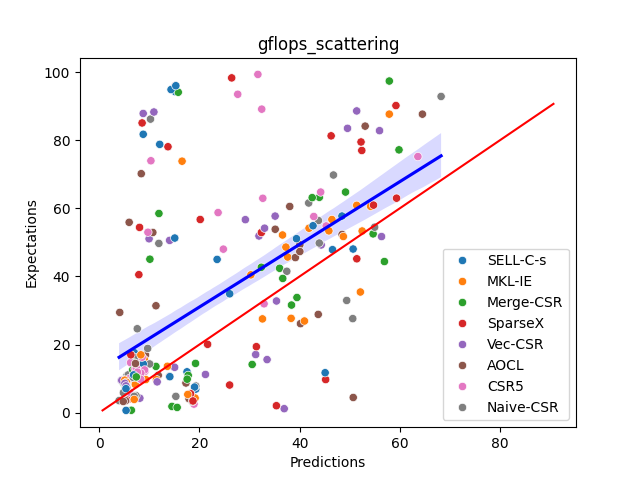 gflops_scattering
100
80
60
40
20
0
Expectations
SELL-C-s
MKL-IE
Merge-CSR
SparseX
Vec-CSR
AOCL
CSR5
Naive-CSR
0 20 40 60 80
Predictions